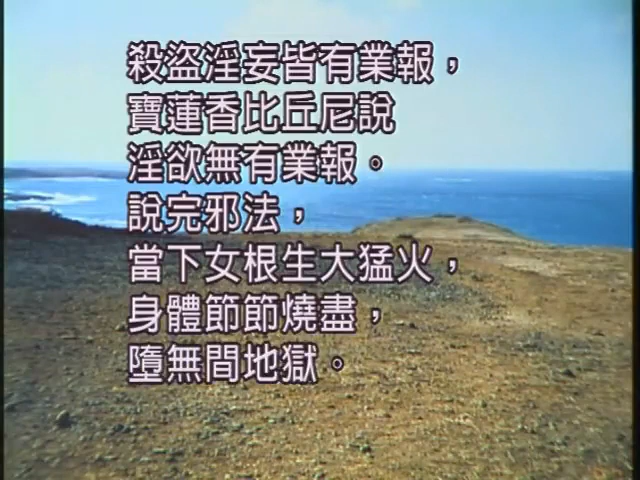 殺盜淫妄皆有業報，
寶蓮香比丘尼說
淫欲無有業報。
說完邪法，
當下女根生大猛火，
身體節節燒盡，
墮無間地獄。